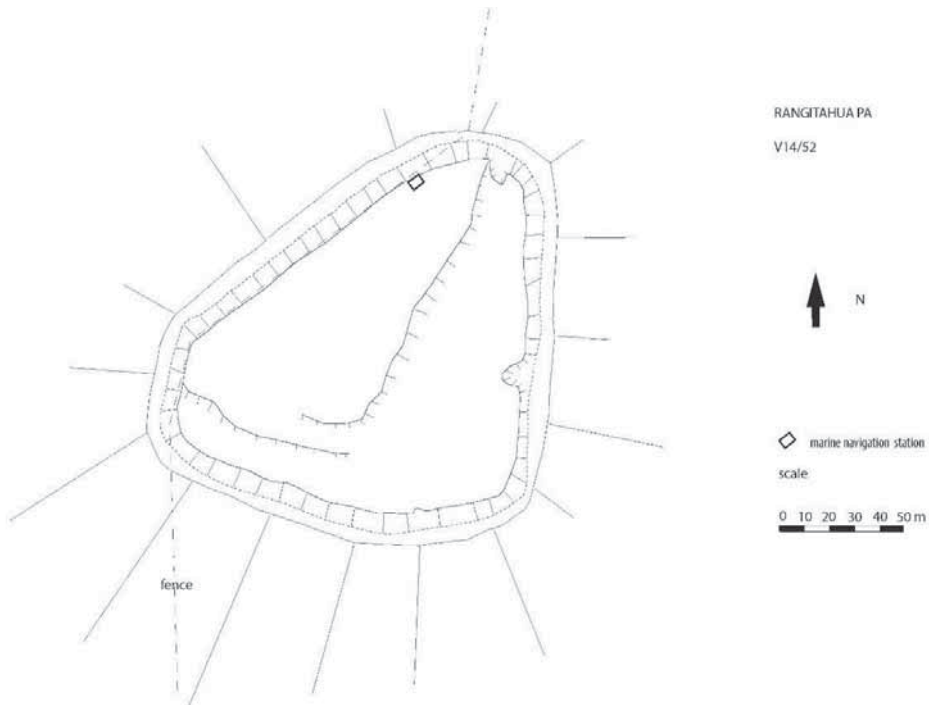 RANGITAHUA PA
V14/52
N
marine navigation station
scale
0 10 20 30 40 50 m
fence